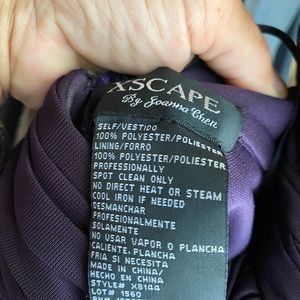 XSCAPE
By Joanna Chen
SELF/VESTIDO
100% POLYESTER/POLIESTER
LINING/FORRO
100% POLYESTER/POLIESTER
PROFESSIONALLY
SPOT CLEAN ONLY
NO DIRECT HEAT OR STEAM
COOL IRON IF NEEDED
DESMANCHAR
PROFESIONALMENTE
SOLAMENTE
NO USAR VAPOR O PLANCHA
CALIENTE, PLANCHA
FRIA SI NECESITA
MADE IN CHINA/
HECHO EN CHINA
STYLE# X8144
LOT# 1560